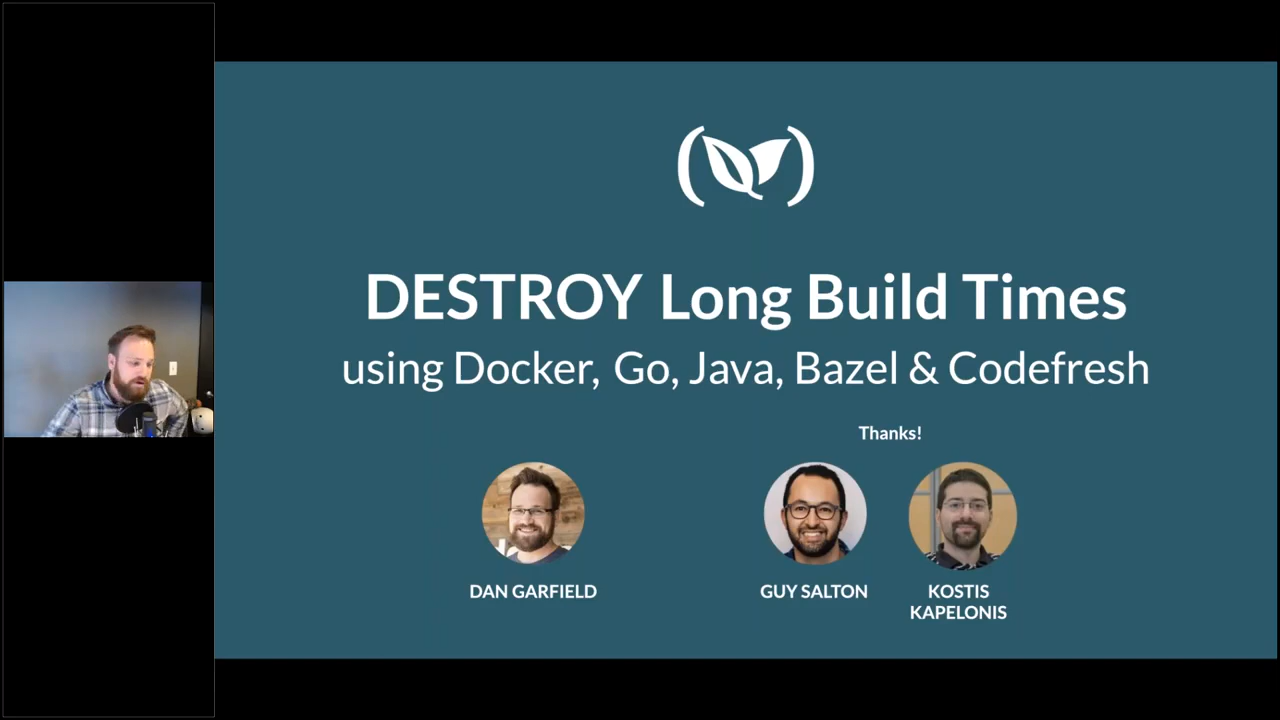 DESTROY Long Build Times
using Docker, Go, Java, Bazel & Codefresh
Thanks!
DAN GARFIELD
GUY SALTON
KOSTIS
KAPELONIS